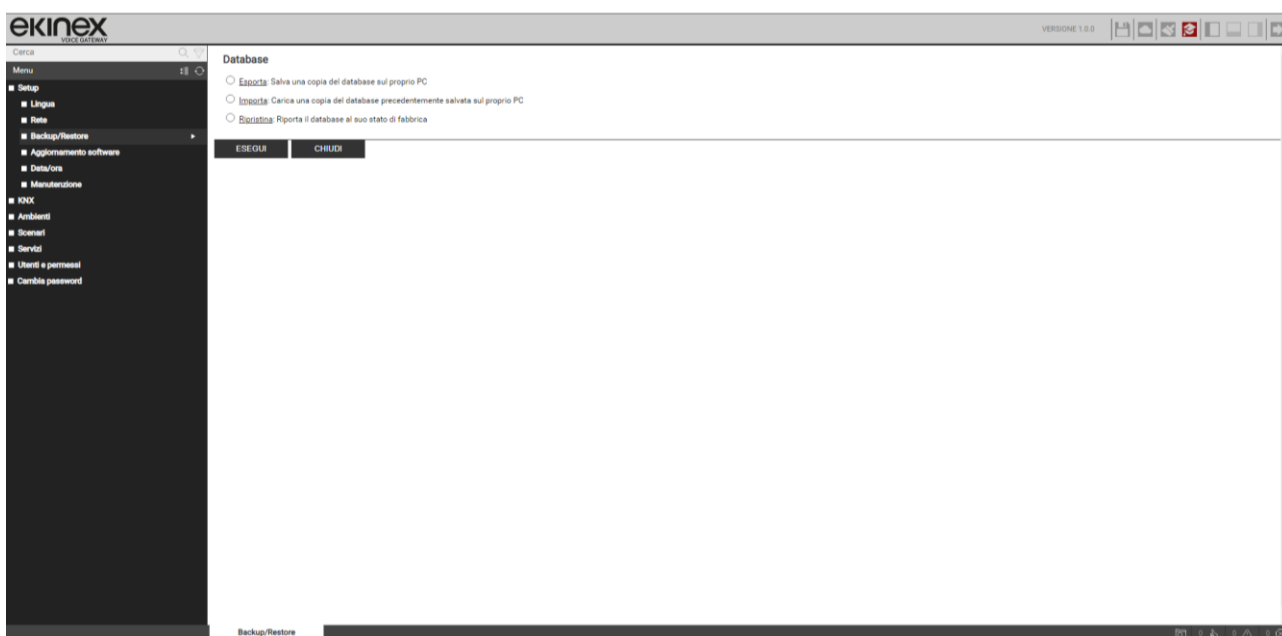 ekinex
VOICE GATEWAY
VERSIONE 1.0.0
Cerca
Menu
Setup
Lingua
Rete
Backup/Restore
Aggiornamento software
Data/ora
Manutenzione
KNX
Ambienti
Scenari
Servizi
Utenti e permessi
Cambia password
Database
Esporta: Salva una copia del database sul proprio PC
Importa: Carica una copia del database precedentemente salvata sul proprio PC
Ripristina: Riporta il database al suo stato di fabbrica
ESEGUI CHIUDI
Backup/Restore
0 0 0